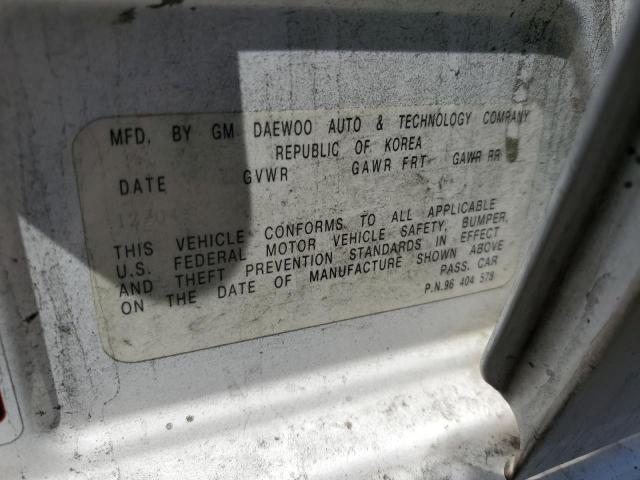 MFD. BY GM DAEWOO AUTO & TECHNOLOGY COMPANY
REPUBLIC OF KOREA
DATE GVWR GAWR FRT GAWR RR
THIS VEHICLE CONFORMS TO ALL APPLICABLE
U.S. FEDERAL MOTOR VEHICLE SAFETY, BUMPER,
AND THEFT PREVENTION STANDARDS IN EFFECT
ON THE DATE OF MANUFACTURE SHOWN ABOVE
PASS. CAR
P.N.96 404 578